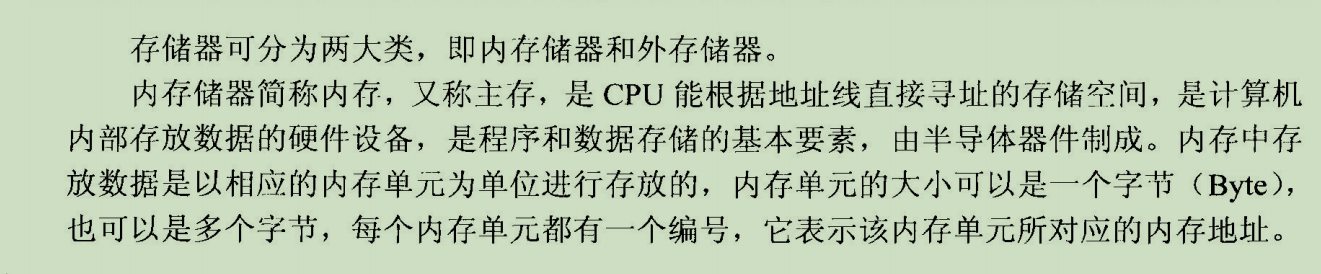 存储器可分为两大类，即内存储器和外存储器。
内存储器简称内存，又称主存，是 CPU 能根据地址线直接寻址的存储空间，是计算机
内部存放数据的硬件设备，是程序和数据存储的基本要素，由半导体器件制成。内存中存
放数据是以相应的内存单元为单位进行存放的，内存单元的大小可以是一个字节（Byte），
也可以是多个字节，每个内存单元都有一个编号，它表示该内存单元所对应的内存地址。